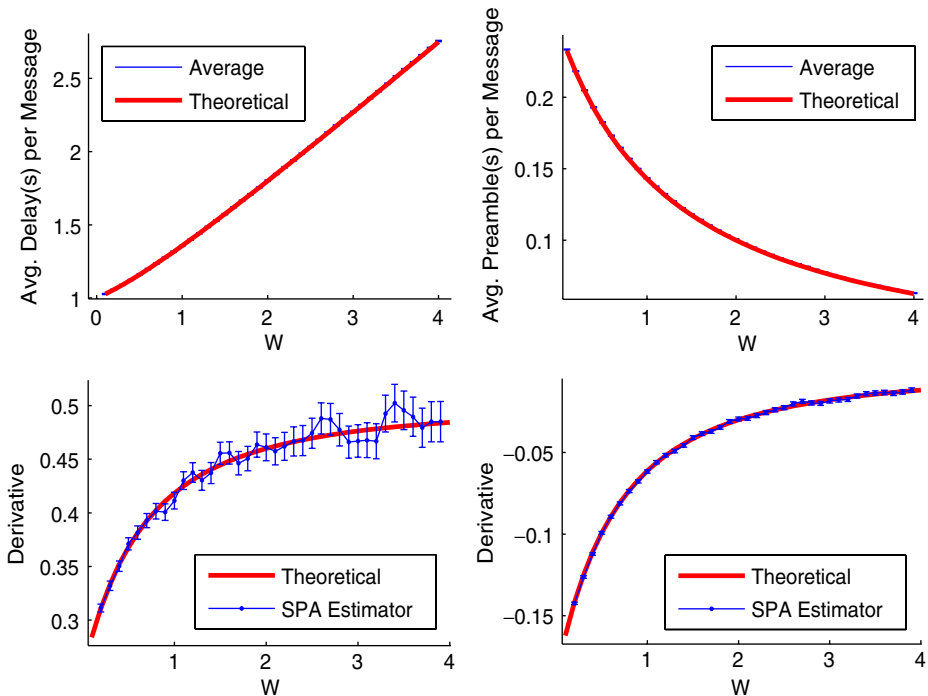 Avg. Delay(s) per Message
2.5
2
1.5
1
0
1
2
3
4
W
Average
Theoretical
Avg. Preamble(s) per Message
0.2
0.15
0.1
1
2
3
4
W
Average
Theoretical
Derivative
0.5
0.45
0.4
0.35
0.3
1
2
3
4
W
Theoretical
SPA Estimator
Derivative
−0.05
−0.1
−0.15
1
2
3
4
W
Theoretical
SPA Estimator